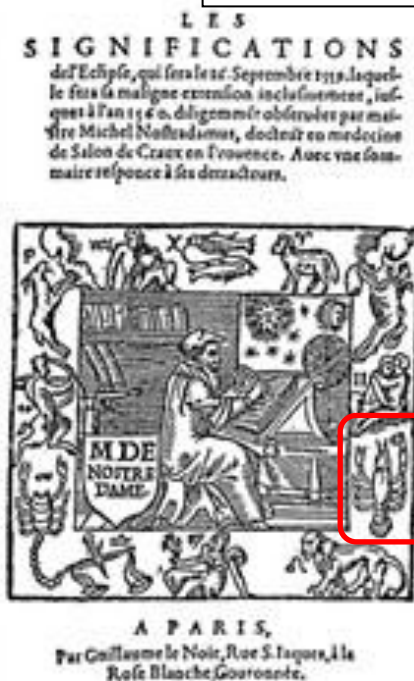 LES
SIGNIFICATIONS
de l'Eclipse, qui sera le 16. Septembre 1559. laquel-
le fera sa maligne extension inclusiuement, ius-
ques à l'an 1560. diligemmēt obseruées par mai-
stre Michel Nostradamus, docteur en medecine
de Salon de Craux en Prouence. Auec vne som-
maire responce à ses detracteurs.
M. DE
NOSTRE
DAME.
A PARIS,
Par Guillaume le Noir, Rue S. Iaques, à la
Rose Blanche Couronnée.